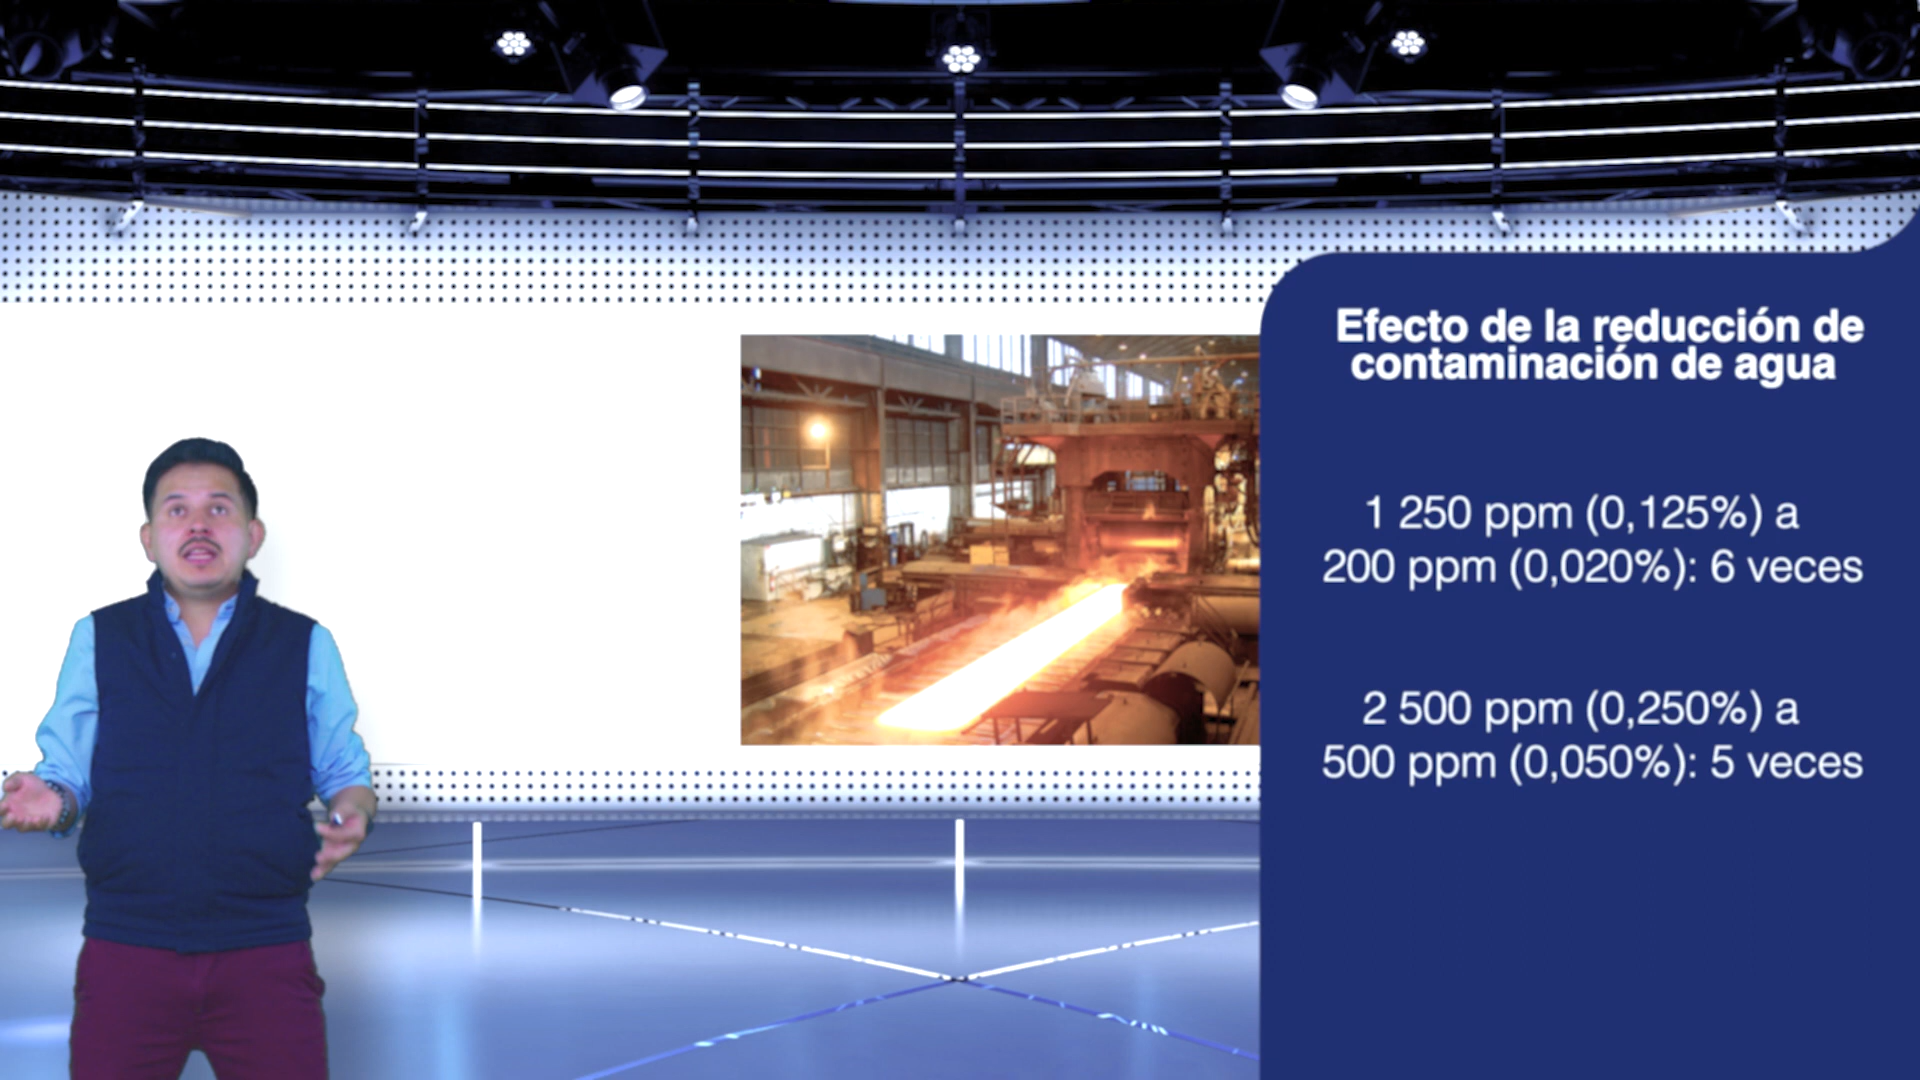 Efecto de la reducción de
contaminación de agua
1 250 ppm (0,125%) a
200 ppm (0,020%): 6 veces
2 500 ppm (0,250%) a
500 ppm (0,050%): 5 veces